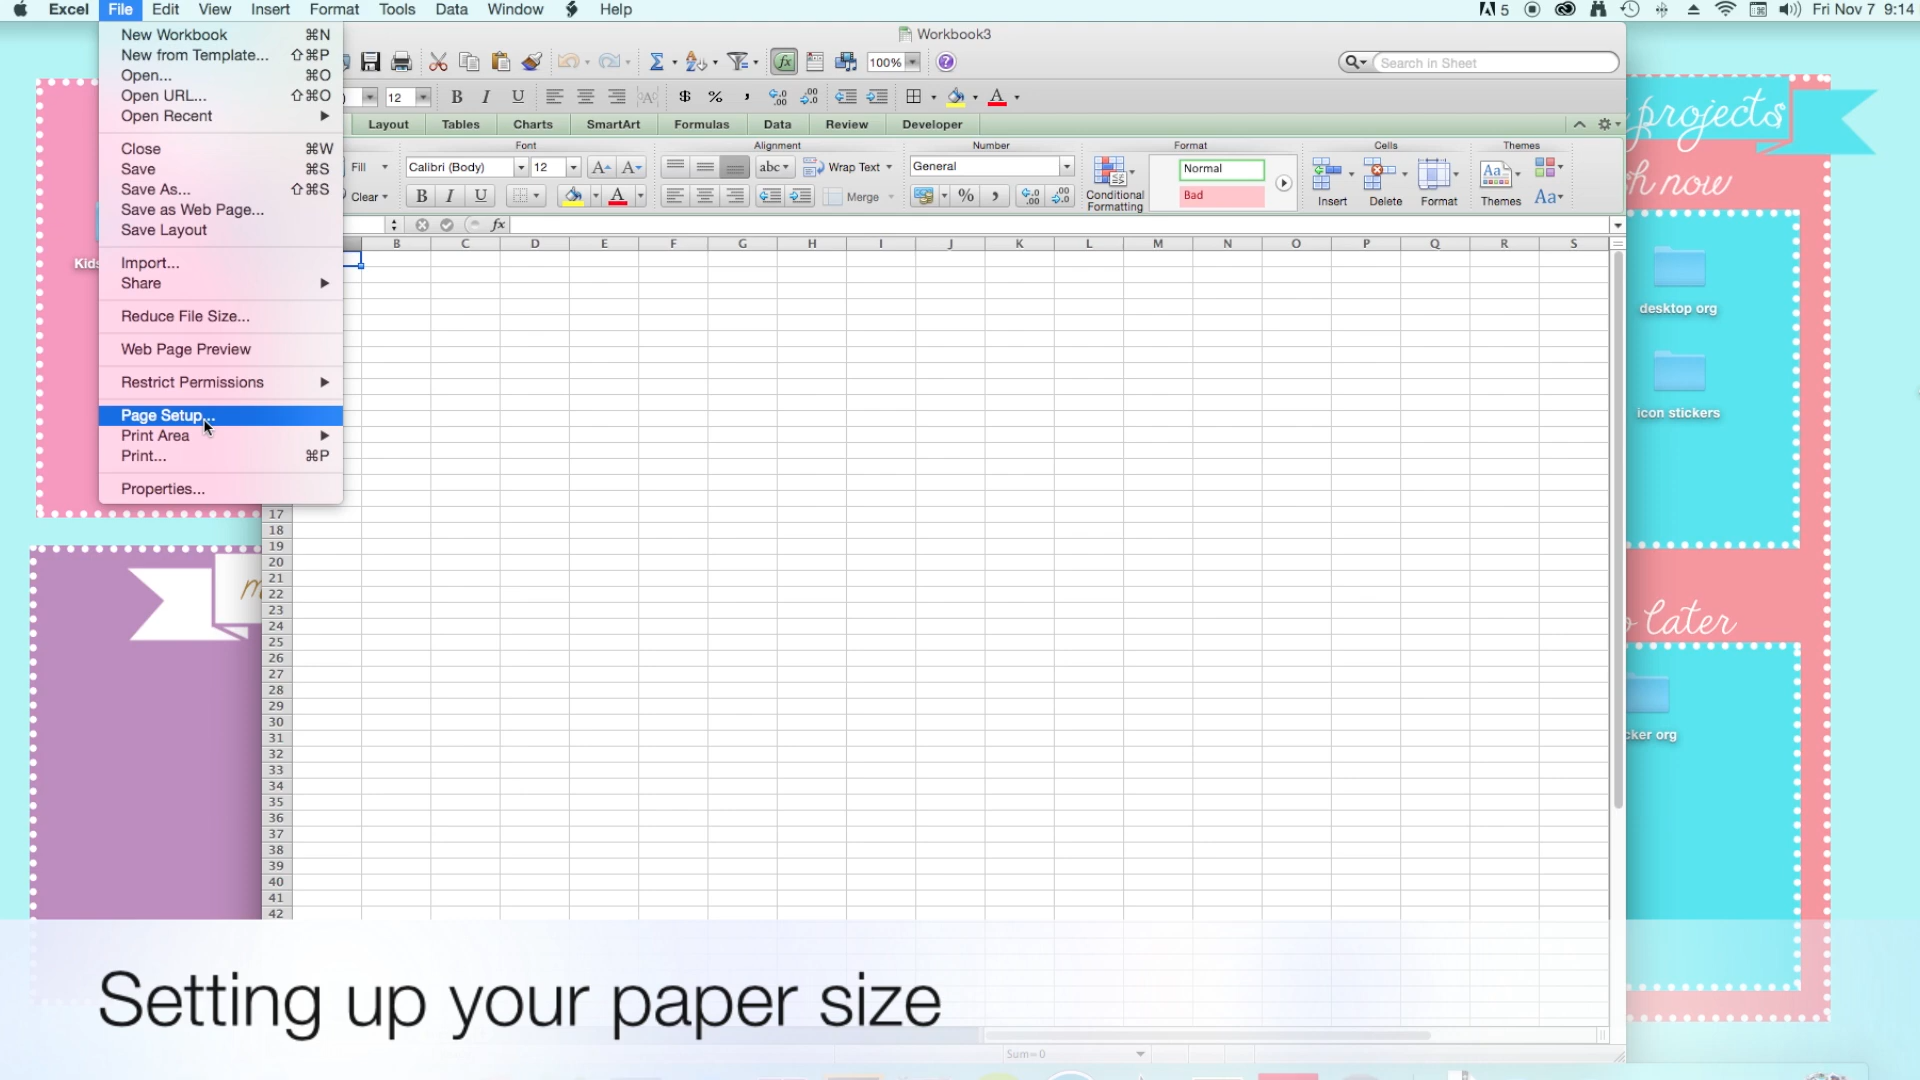 Excel File Edit View Insert Format Tools Data Window Help 5 Fri Nov 7 9:14
Workbook3
New Workbook ⌘N
New from Template... ⇧⌘P
Open... ⌘O
Open URL... ⇧⌘O
Open Recent
Close ⌘W
Save ⌘S
Save As... ⇧⌘S
Save as Web Page...
Save Layout
Import...
Share
Reduce File Size...
Web Page Preview
Restrict Permissions
Page Setup...
Print Area
Print... ⌘P
Properties...
100% Search in Sheet
12 B I U $ %
Layout Tables Charts SmartArt Formulas Data Review Developer
Font Alignment Number Format Cells Themes
Fill Calibri (Body) 12 abc Wrap Text General Normal
Clear B I U Merge % Bad
Conditional Formatting Insert Delete Format Themes
fx
B C D E F G H I J K L M N O P Q R S
17
18
19
20
21
22
23
24
25
26
27
28
29
30
31
32
33
34
35
36
37
38
39
40
41
42
Kids
projects
now
desktop org
icon stickers
later
cker org
Setting up your paper size
Sum=0